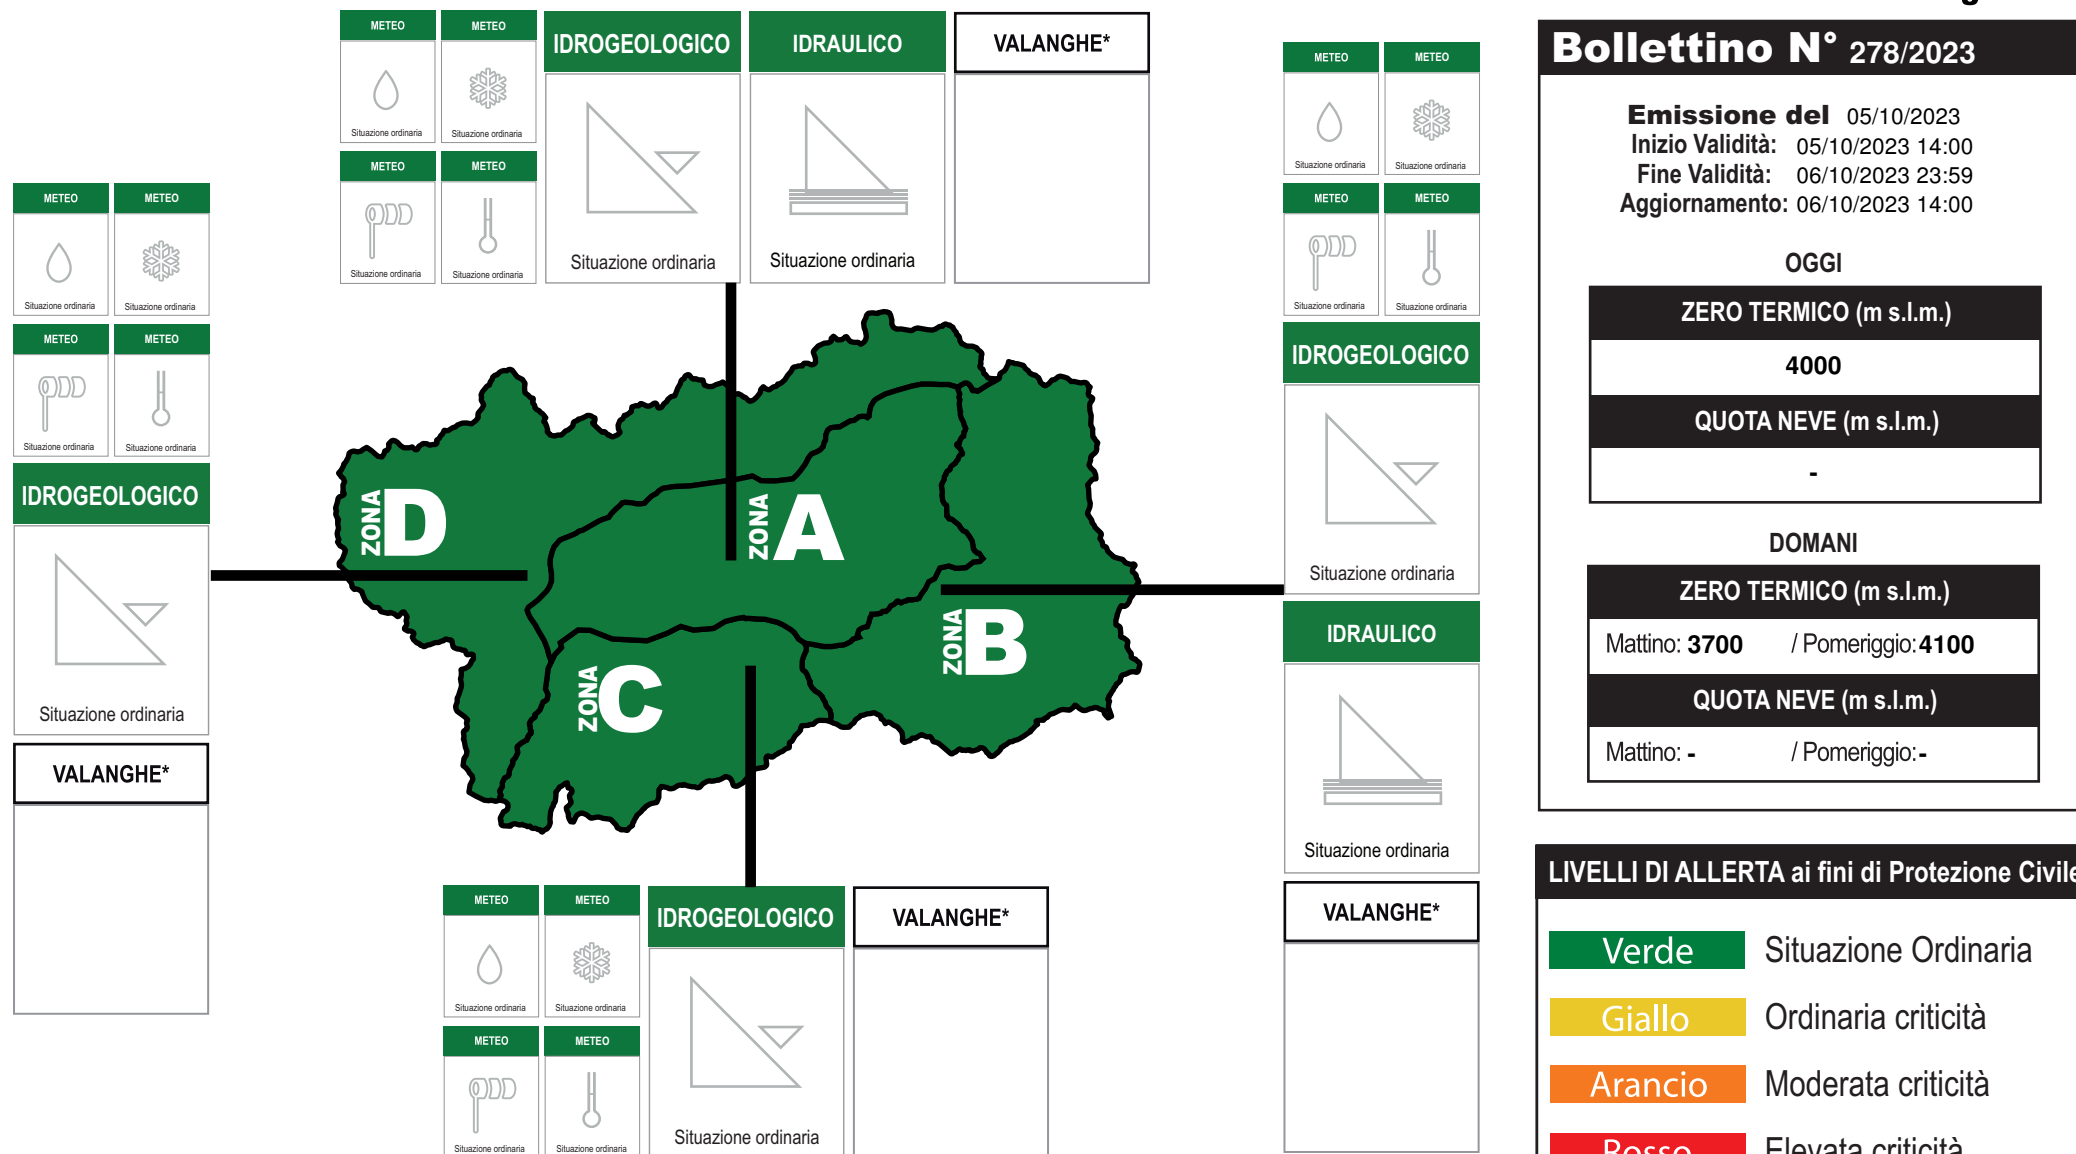 METEO
METEO
Situazione ordinaria
Situazione ordinaria
METEO
METEO
Situazione ordinaria
Situazione ordinaria
IDROGEOLOGICO
Situazione ordinaria
IDRAULICO
Situazione ordinaria
VALANGHE*
METEO
METEO
Situazione ordinaria
Situazione ordinaria
METEO
METEO
Situazione ordinaria
Situazione ordinaria
IDROGEOLOGICO
Situazione ordinaria
VALANGHE*
ZONA D
ZONA A
ZONA B
ZONA C
METEO
METEO
Situazione ordinaria
Situazione ordinaria
METEO
METEO
Situazione ordinaria
Situazione ordinaria
IDROGEOLOGICO
Situazione ordinaria
IDRAULICO
Situazione ordinaria
VALANGHE*
METEO
METEO
Situazione ordinaria
Situazione ordinaria
METEO
METEO
Situazione ordinaria
Situazione ordinaria
IDROGEOLOGICO
Situazione ordinaria
VALANGHE*
Bollettino N° 278/2023
Emissione del 05/10/2023
Inizio Validità: 05/10/2023 14:00
Fine Validità: 06/10/2023 23:59
Aggiornamento: 06/10/2023 14:00
OGGI
ZERO TERMICO (m s.l.m.)
4000
QUOTA NEVE (m s.l.m.)
-
DOMANI
ZERO TERMICO (m s.l.m.)
Mattino: 3700 / Pomeriggio: 4100
QUOTA NEVE (m s.l.m.)
Mattino: - / Pomeriggio: -
LIVELLI DI ALLERTA ai fini di Protezione Civile
Verde Situazione Ordinaria
Giallo Ordinaria criticità
Arancio Moderata criticità
Rosso Elevata criticità